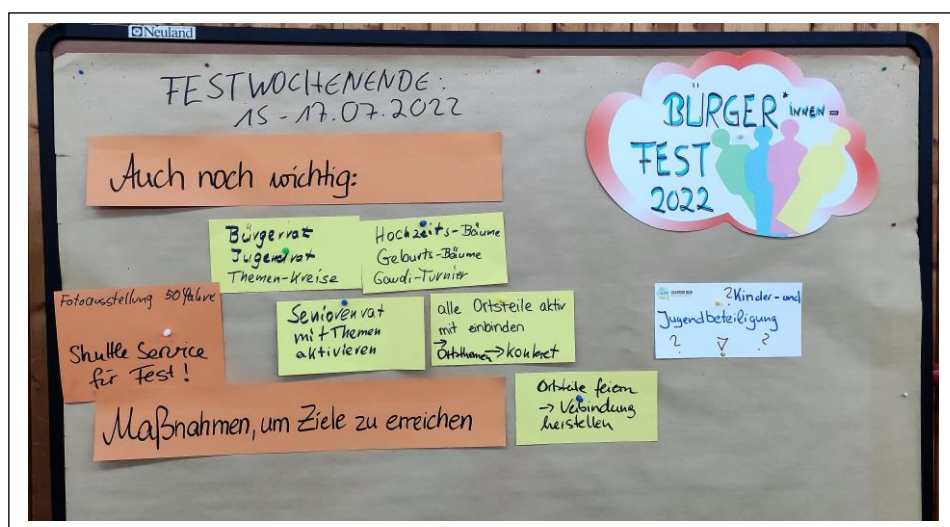 Neuland
FESTWOCHENENDE:
15-17.07.2022
BÜRGER*INNEN-
FEST
2022
Auch noch wichtig:
Bürgerrat
Jugendrat
Themen-Kreise
Hochzeits-Bäume
Geburts-Bäume
Gaudi-Turnier
Fotoausstellung 50 Jahre
Shuttle Service
für Fest!
Seniorenrat
mit Themen
aktivieren
alle Ortsteile aktiv
mit einbinden
→
Ortsthemen → konkret
? Kinder- und
Jugendbeteiligung
? ! ?
Maßnahmen, um Ziele zu erreichen
Ortsteile feiern
→ Verbindung
herstellen